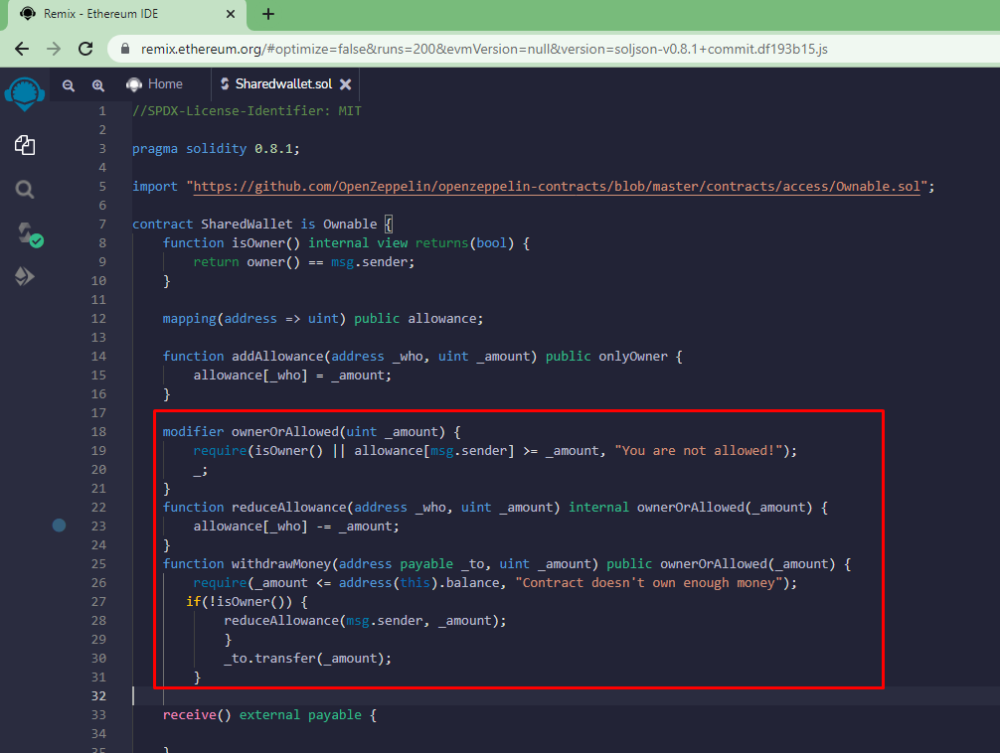 Remix - Ethereum IDE
remix.ethereum.org/#optimize=false&runs=200&evmVersion=null&version=soljson-v0.8.1+commit.df193b15.js
Home
Sharedwallet.sol
1 //SPDX-License-Identifier: MIT
2
3 pragma solidity 0.8.1;
4
5 import "https://github.com/OpenZeppelin/openzeppelin-contracts/blob/master/contracts/access/Ownable.sol";
6
7 contract SharedWallet is Ownable {
8 function isOwner() internal view returns(bool) {
9 return owner() == msg.sender;
10 }
11
12 mapping(address => uint) public allowance;
13
14 function addAllowance(address _who, uint _amount) public onlyOwner {
15 allowance[_who] = _amount;
16 }
17
18 modifier ownerOrAllowed(uint _amount) {
19 require(isOwner() || allowance[msg.sender] >= _amount, "You are not allowed!");
20 _;
21 }
22 function reduceAllowance(address _who, uint _amount) internal ownerOrAllowed(_amount) {
23 allowance[_who] -= _amount;
24 }
25 function withdrawMoney(address payable _to, uint _amount) public ownerOrAllowed(_amount) {
26 require(_amount <= address(this).balance, "Contract doesn't own enough money");
27 if(!isOwner()) {
28 reduceAllowance(msg.sender, _amount);
29 }
30 _to.transfer(_amount);
31 }
32
33 receive() external payable {
34
35 }